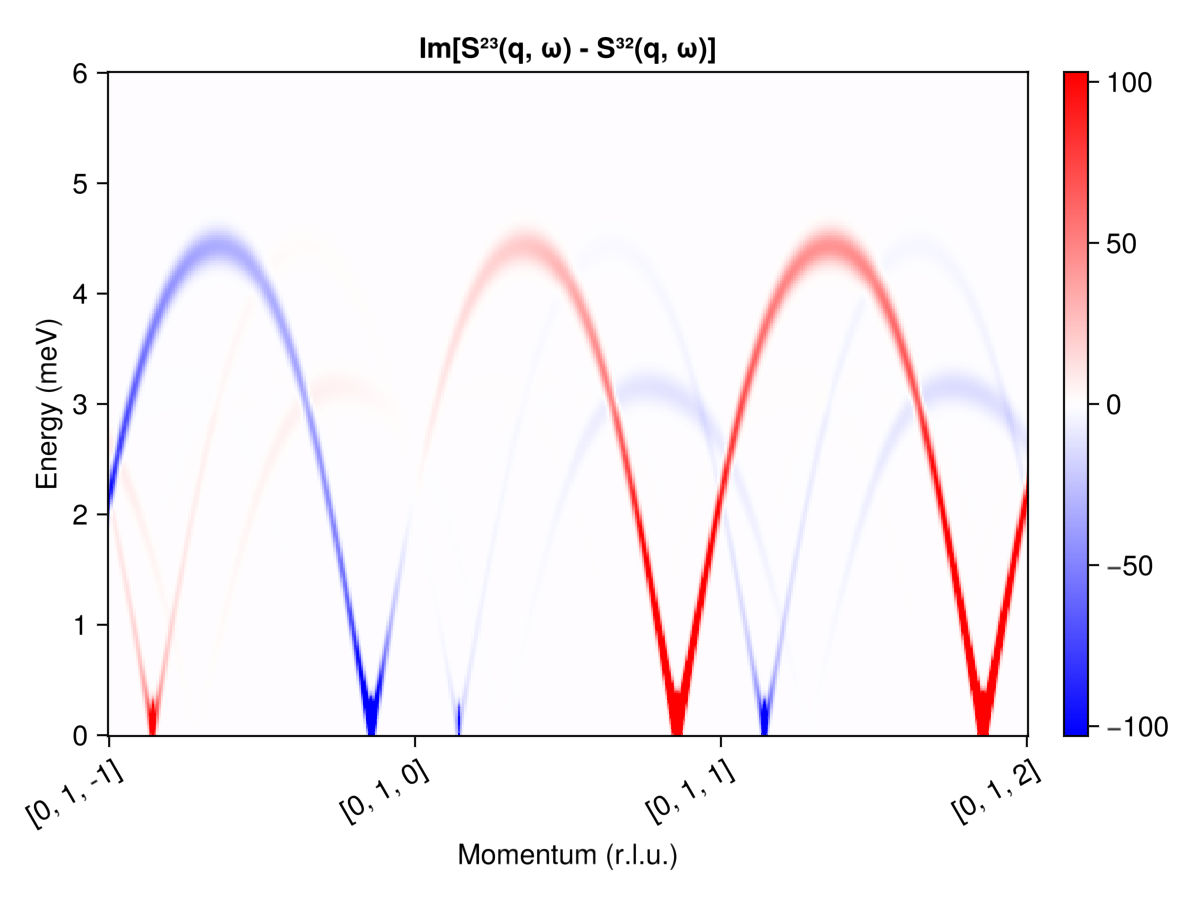 Im[S²³(q, ω) - S³²(q, ω)]
6
5
4
3
2
1
0
Energy (meV)
[0, 1, -1]
[0, 1, 0]
[0, 1, 1]
[0, 1, 2]
Momentum (r.l.u.)
100
50
0
−50
−100